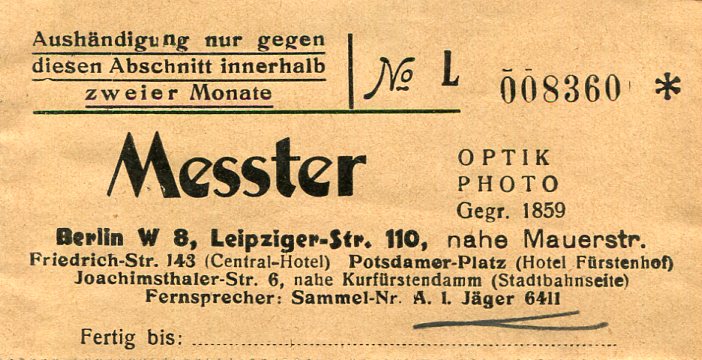 Aushändigung nur gegen
diesen Abschnitt innerhalb
zweier Monate
No L 008360 *
Messter
OPTIK
PHOTO
Gegr. 1859
Berlin W 8, Leipziger-Str. 110, nahe Mauerstr.
Friedrich-Str. 143 (Central-Hotel) Potsdamer-Platz (Hotel Fürstenhof)
Joachimsthaler-Str. 6, nahe Kurfürstendamm (Stadtbahnseite)
Fernsprecher: Sammel-Nr. A. 1. Jäger 6411
Fertig bis: